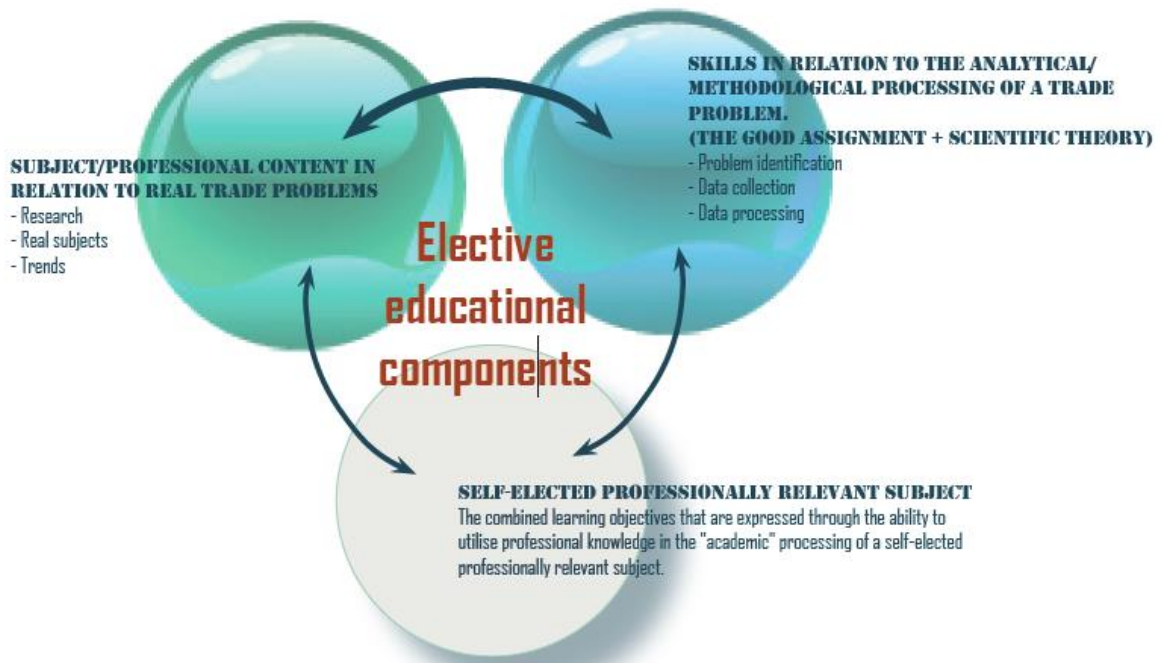 SUBJECT/PROFESSIONAL CONTENT IN
RELATION TO REAL TRADE PROBLEMS
- Research
- Real subjects
- Trends
SKILLS IN RELATION TO THE ANALYTICAL/
METHODOLOGICAL PROCESSING OF A TRADE
PROBLEM.
(THE GOOD ASSIGNMENT + SCIENTIFIC THEORY)
- Problem identification
- Data collection
- Data processing
Elective
educational
components
SELF-ELECTED PROFESSIONALLY RELEVANT SUBJECT
The combined learning objectives that are expressed through the ability to
utilise professional knowledge in the "academic" processing of a self-elected
professionally relevant subject.